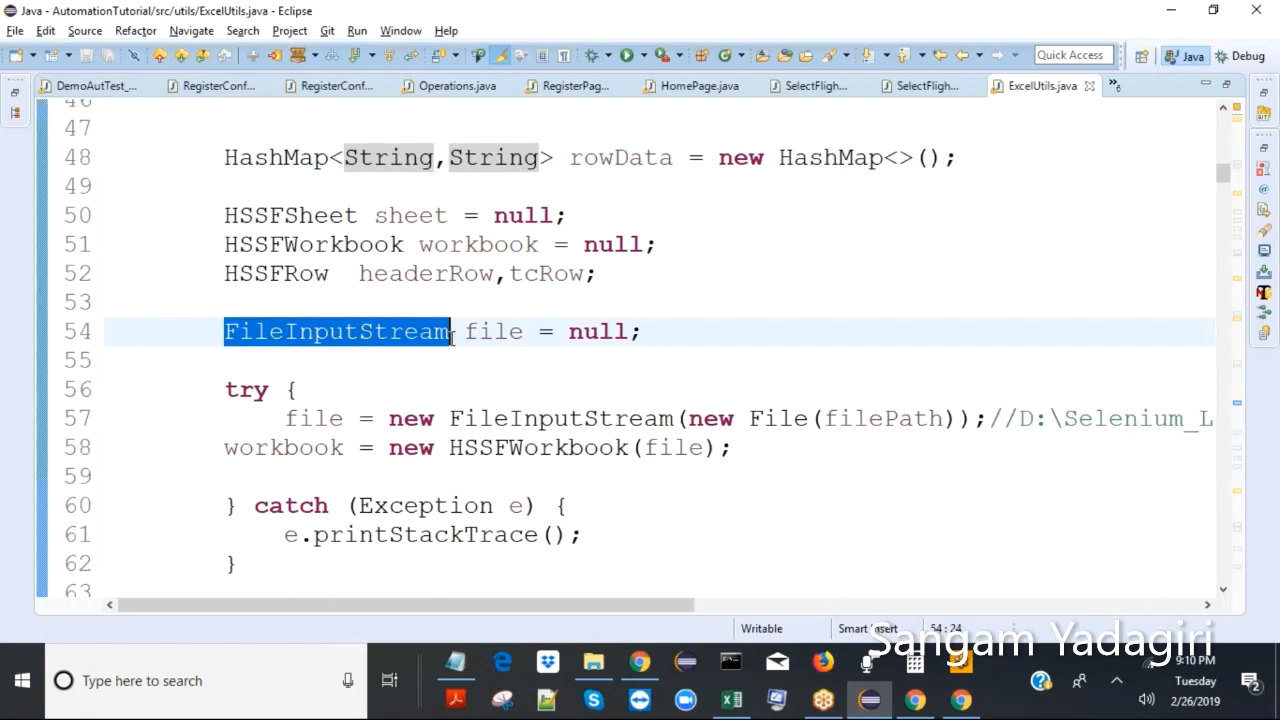 Java - AutomationTutorial/src/utils/ExcelUtils.java - Eclipse
File Edit Source Refactor Navigate Search Project Git Run Window Help
Quick Access Java Debug
DemoAutTest_... RegisterConf... RegisterConf... Operations.java RegisterPag... HomePage.java SelectFligh... SelectFligh... ExcelUtils.java
46
47
48 HashMap<String,String> rowData = new HashMap<>();
49
50 HSSFSheet sheet = null;
51 HSSFWorkbook workbook = null;
52 HSSFRow headerRow,tcRow;
53
54 FileInputStream file = null;
55
56 try {
57 file = new FileInputStream(new File(filePath));//D:\Selenium_L
58 workbook = new HSSFWorkbook(file);
59
60 } catch (Exception e) {
61 e.printStackTrace();
62 }
63
Writable Smart Insert 54:24
Sangam Yadagiri
Type here to search
9:10 PM
Tuesday
2/26/2019